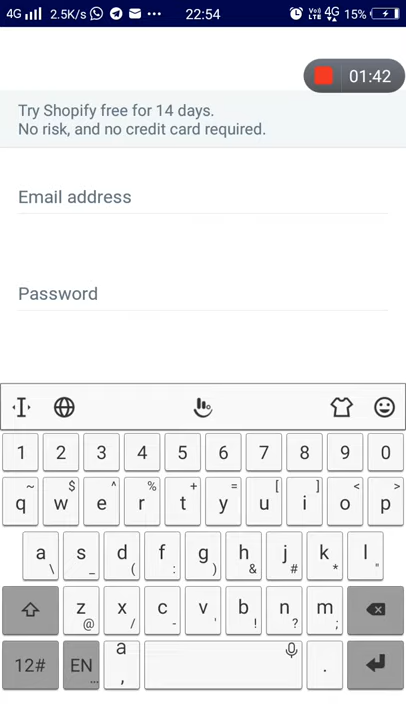 4G 2.5K/s ... 22:54 VoLTE 4G 15%
01:42
Try Shopify free for 14 days.
No risk, and no credit card required.
Email address
Password
1 2 3 4 5 6 7 8 9 0
~ $ ^ % + = [ ] < >
q w e r t y u i o p
a s d f g h j k l
\ _ ( : ) & # * "
z x c v b n m
@ / - ' ! ? ;
12# EN ... a , .